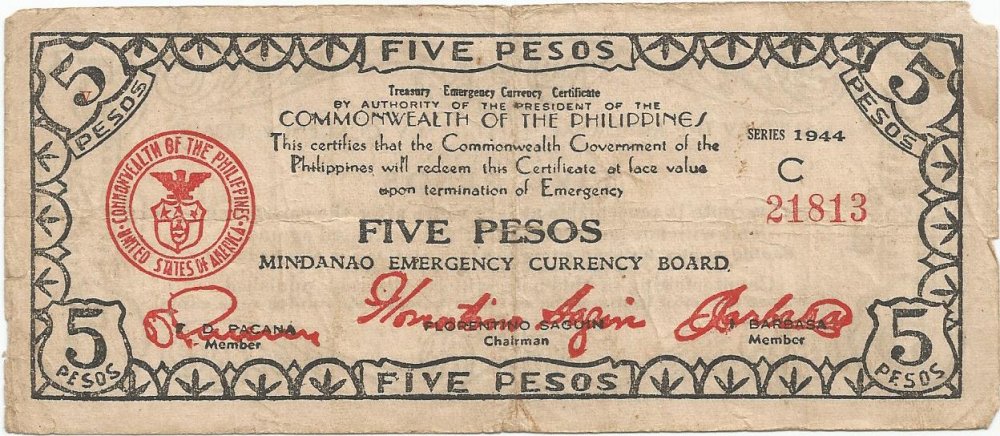 FIVE PESOS
5 PESOS
5 PESOS
Treasury Emergency Currency Certificate
BY AUTHORITY OF THE PRESIDENT OF THE
COMMONWEALTH OF THE PHILIPPINES
SERIES 1944
This certifies that the Commonwealth Government of the
Philippines will redeem this Certificate at face value
upon termination of Emergency
C
21813
COMMONWEALTH OF THE PHILIPPINES
UNITED STATES OF AMERICA
FIVE PESOS
MINDANAO EMERGENCY CURRENCY BOARD.
F. D. PACANA
Member
Florentino Saguin
FLORENTINO SAGUIN
Chairman
BARBASA
Member
5 PESOS
FIVE PESOS
5 PESOS